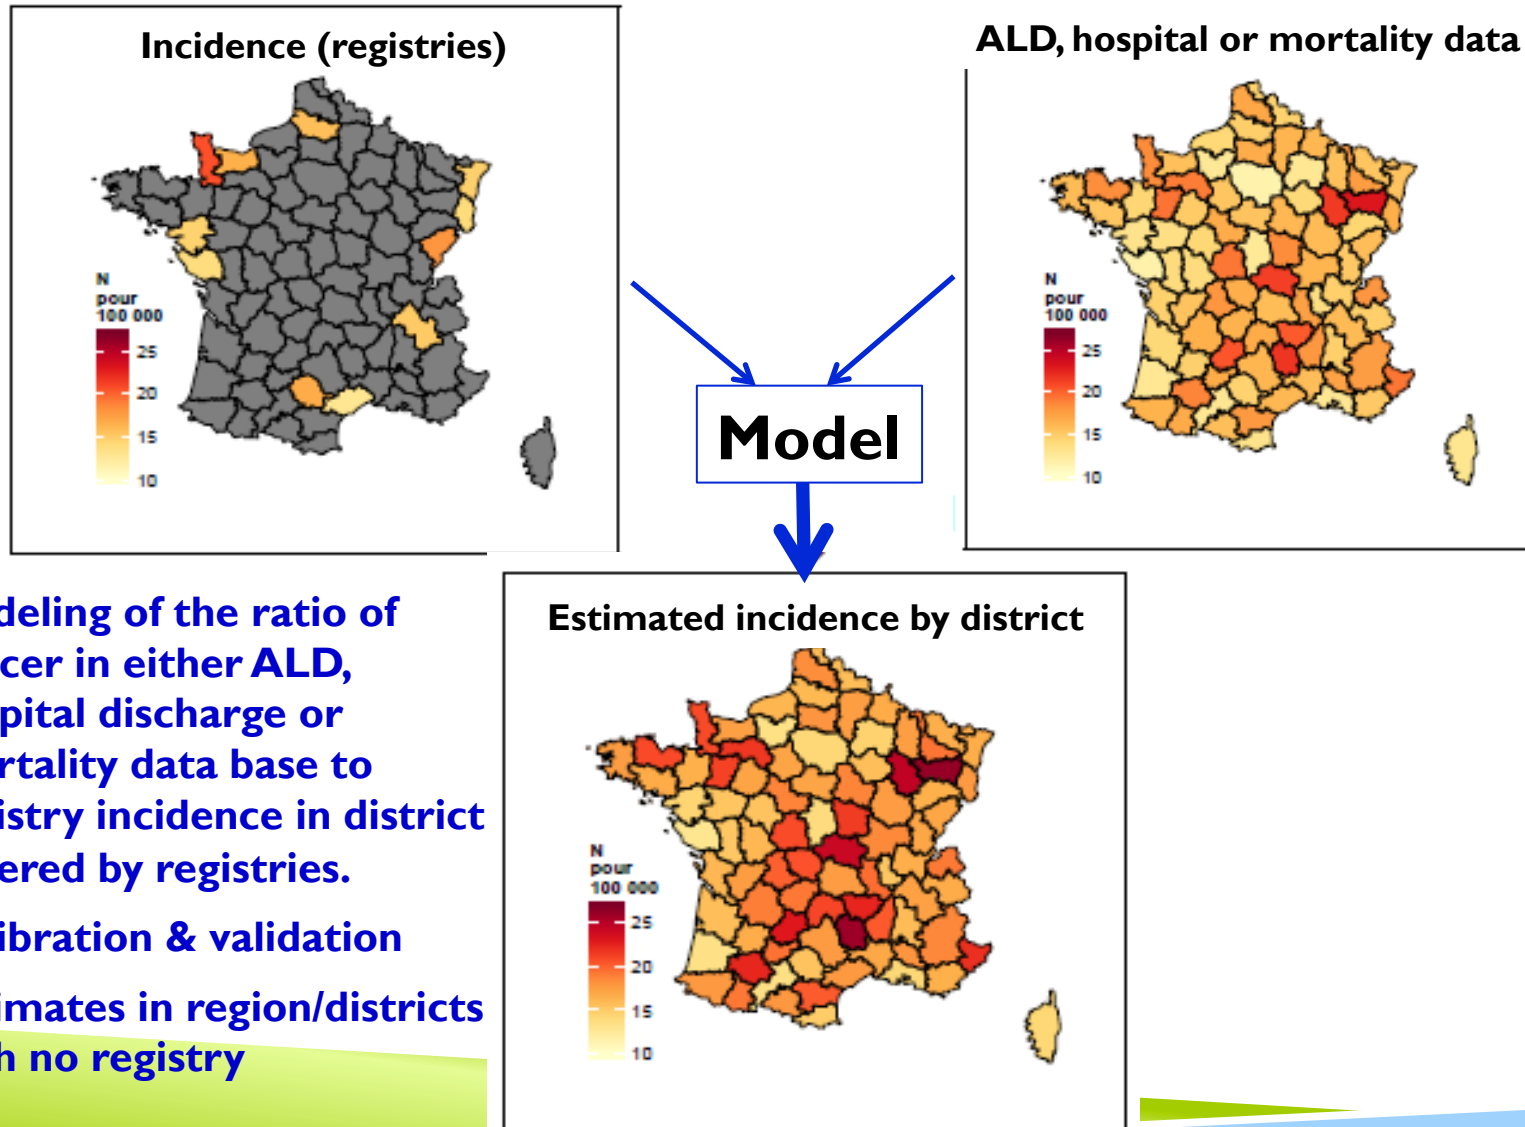 Incidence (registries)
N
pour
100 000
25
20
15
10
ALD, hospital or mortality data
N
pour
100 000
25
20
15
10
Model
deling of the ratio of
cer in either ALD,
pital discharge or
rtality data base to
istry incidence in district
ered by registries.
ibration & validation
imates in region/districts
h no registry
Estimated incidence by district
N
pour
100 000
25
20
15
10